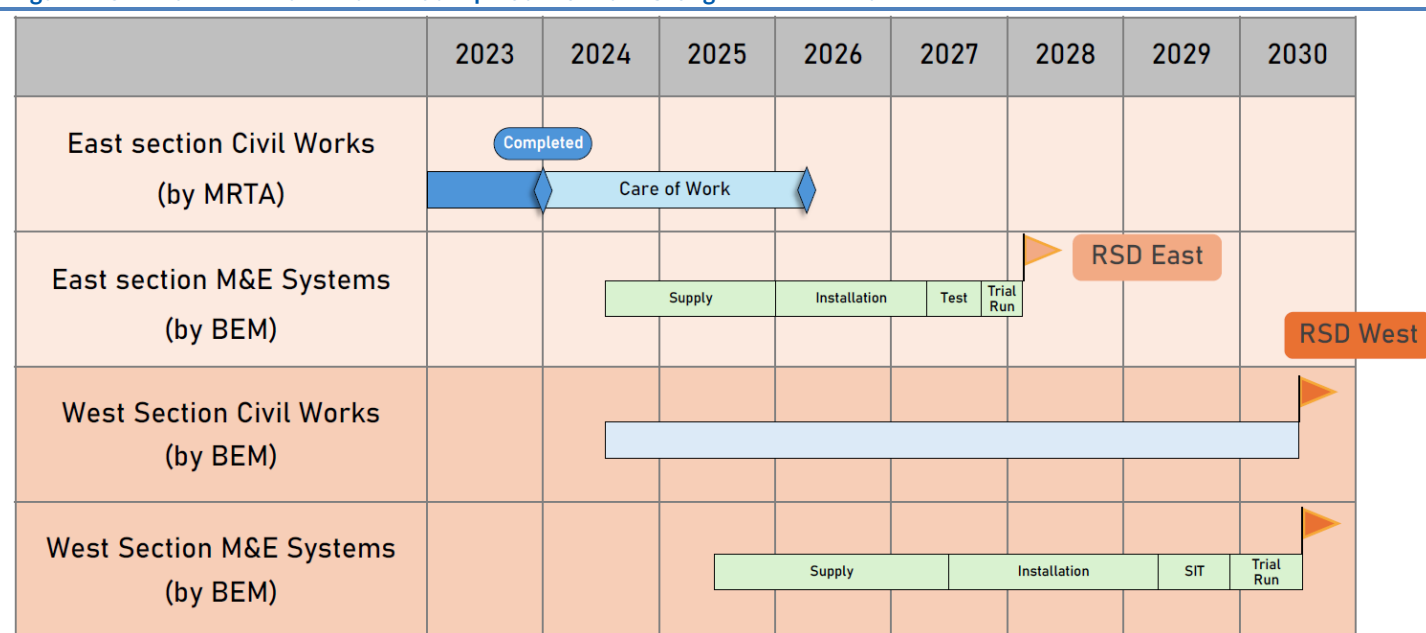 2023 2024 2025 2026 2027 2028 2029 2030
East section Civil Works
(by MRTA)
Completed
Care of Work
East section M&E Systems
(by BEM)
Supply
Installation
Test
Trial
Run
RSD East
RSD West
West Section Civil Works
(by BEM)
West Section M&E Systems
(by BEM)
Supply
Installation
SIT
Trial
Run